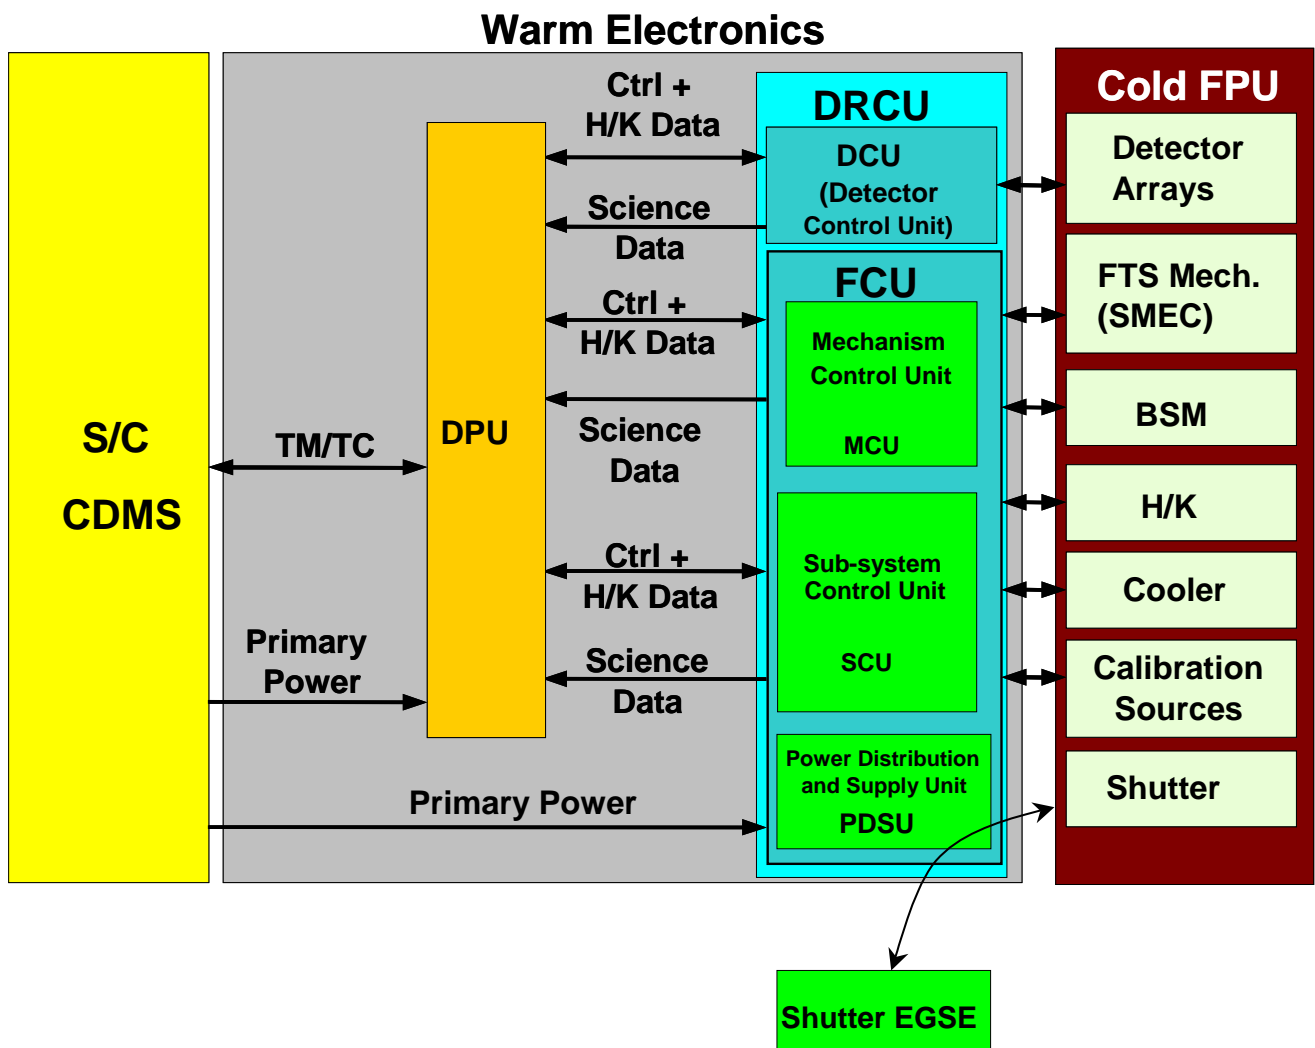 Warm Electronics
S/C
CDMS
TM/TC
Primary
Power
Primary Power
DPU
Ctrl +
H/K Data
Science
Data
Ctrl +
H/K Data
Science
Data
Ctrl +
H/K Data
Science
Data
DRCU
DCU
(Detector
Control Unit)
FCU
Mechanism
Control Unit
MCU
Sub-system
Control Unit
SCU
Power Distribution
and Supply Unit
PDSU
Cold FPU
Detector
Arrays
FTS Mech.
(SMEC)
BSM
H/K
Cooler
Calibration
Sources
Shutter
Shutter EGSE